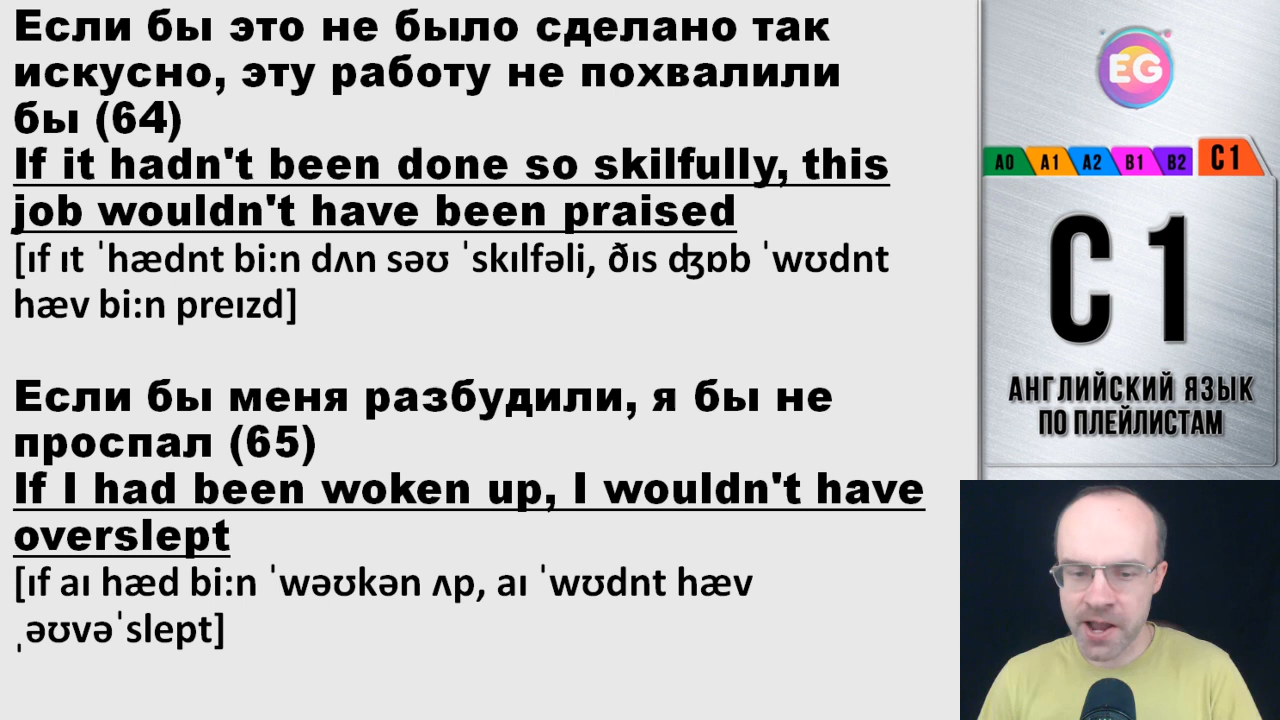 Если бы это не было сделано так
искусно, эту работу не похвалили
бы (64)
If it hadn't been done so skilfully, this
job wouldn't have been praised
[ɪf ɪt ˈhædnt bi:n dʌn səʊ ˈskɪlfəli, ðɪs ʤɒb ˈwʊdnt
hæv bi:n preɪzd]
Если бы меня разбудили, я бы не
проспал (65)
If I had been woken up, I wouldn't have
overslept
[ɪf aɪ hæd bi:n ˈwəʊkən ʌp, aɪ ˈwʊdnt hæv
ˌəʊvəˈslept]
EG
A0 A1 A2 B1 B2 C1
C1
АНГЛИЙСКИЙ ЯЗЫК
ПО ПЛЕЙЛИСТАМ